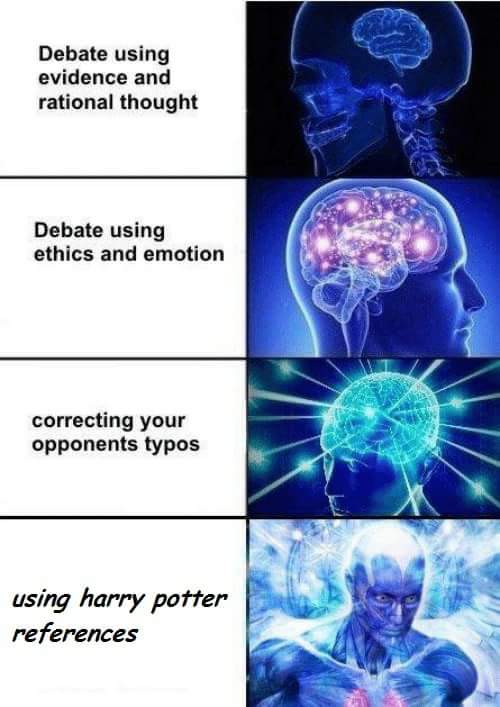 Debate using
evidence and
rational thought
Debate using
ethics and emotion
correcting your
opponents typos
using harry potter
references